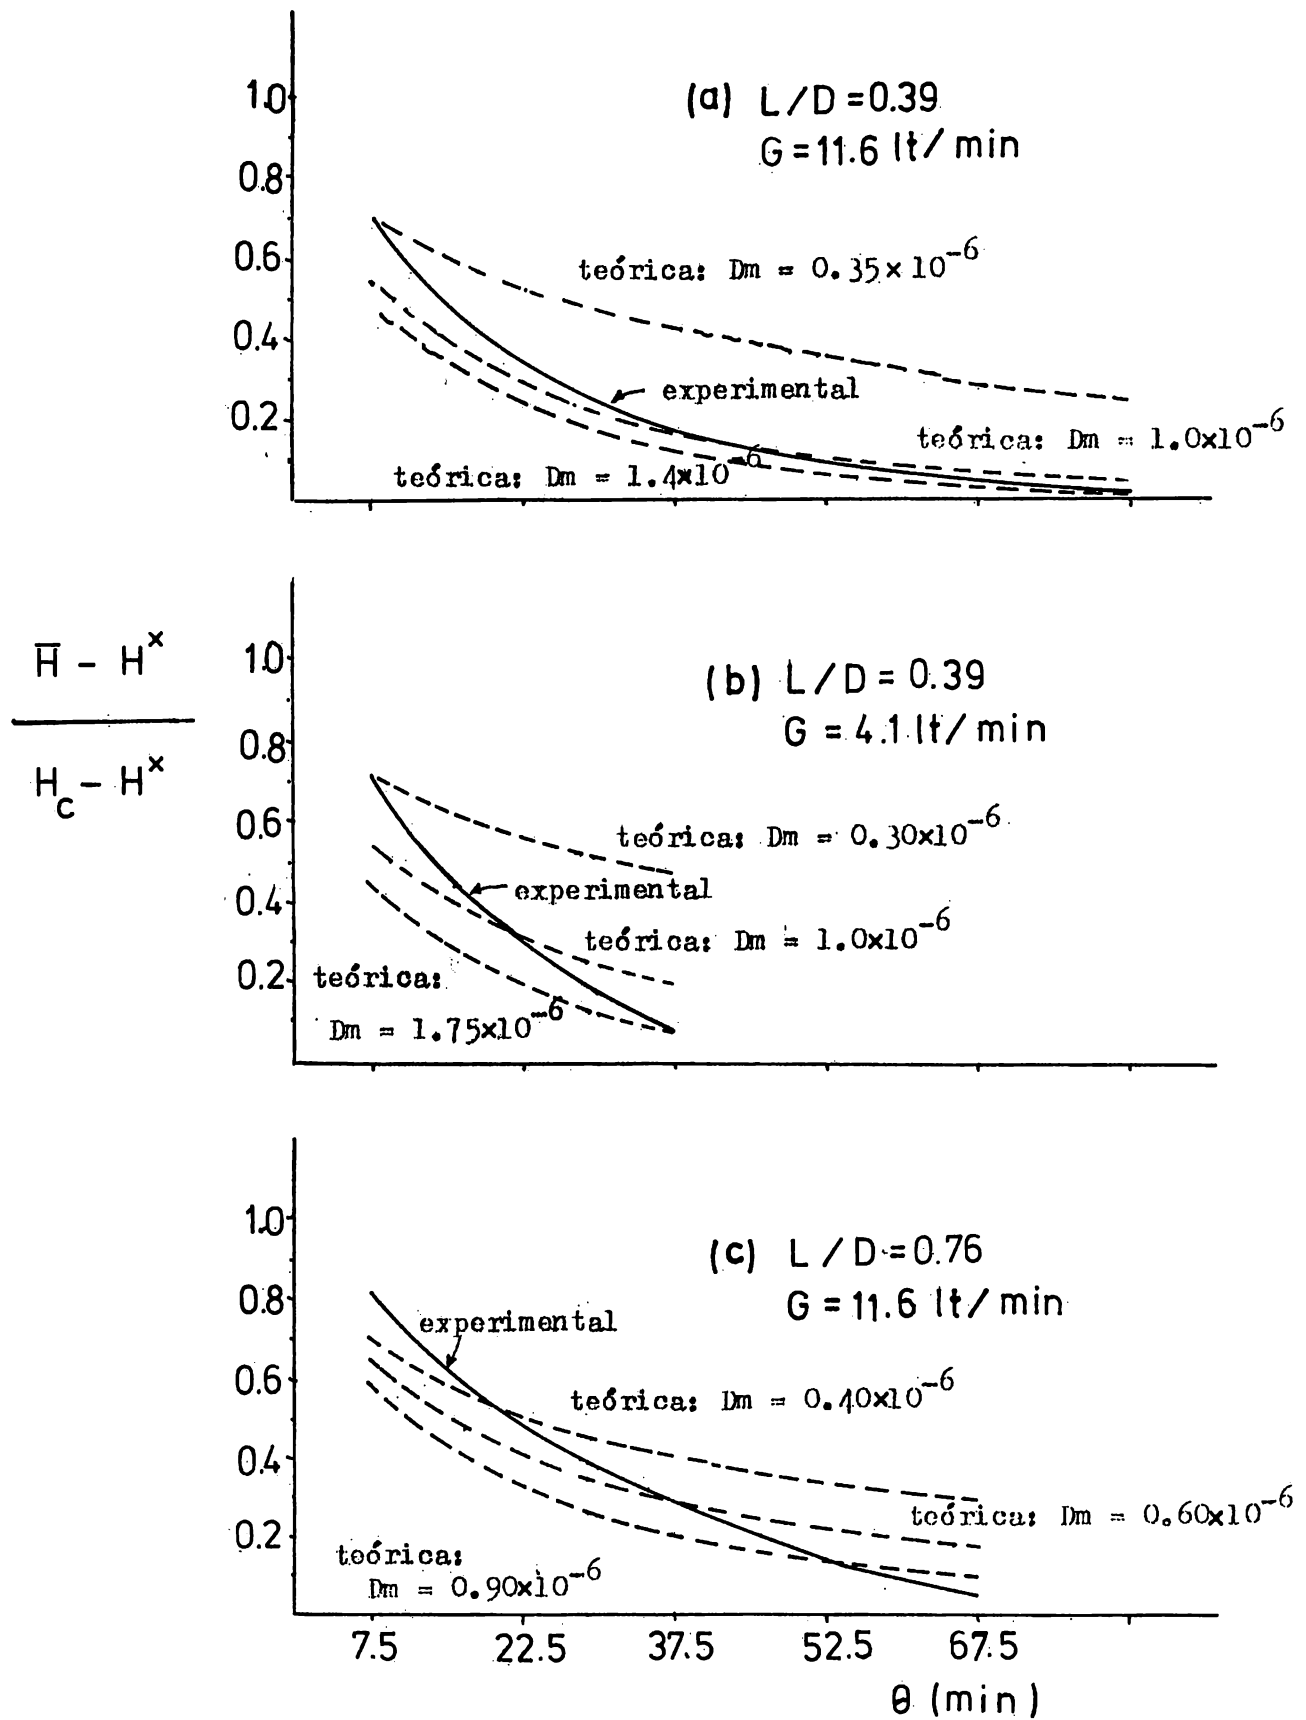 (a) L/D = 0.39
G = 11.6 lt/min
1.0
0.8
0.6
0.4
0.2
teórica: Dm = 0.35×10⁻⁶
experimental
teórica: Dm = 1.0×10⁻⁶
teórica: Dm = 1.4×10⁻⁶
H̅ - Hˣ
H_c - Hˣ
(b) L/D = 0.39
G = 4.1 lt/min
1.0
0.8
0.6
0.4
0.2
teórica: Dm = 0.30×10⁻⁶
experimental
teórica: Dm = 1.0×10⁻⁶
teórica:
Dm = 1.75×10⁻⁶
(c) L/D = 0.76
G = 11.6 lt/min
1.0
0.8
0.6
0.4
0.2
experimental
teórica: Dm = 0.40×10⁻⁶
teórica: Dm = 0.60×10⁻⁶
teórica:
Dm = 0.90×10⁻⁶
7.5 22.5 37.5 52.5 67.5
θ (min)